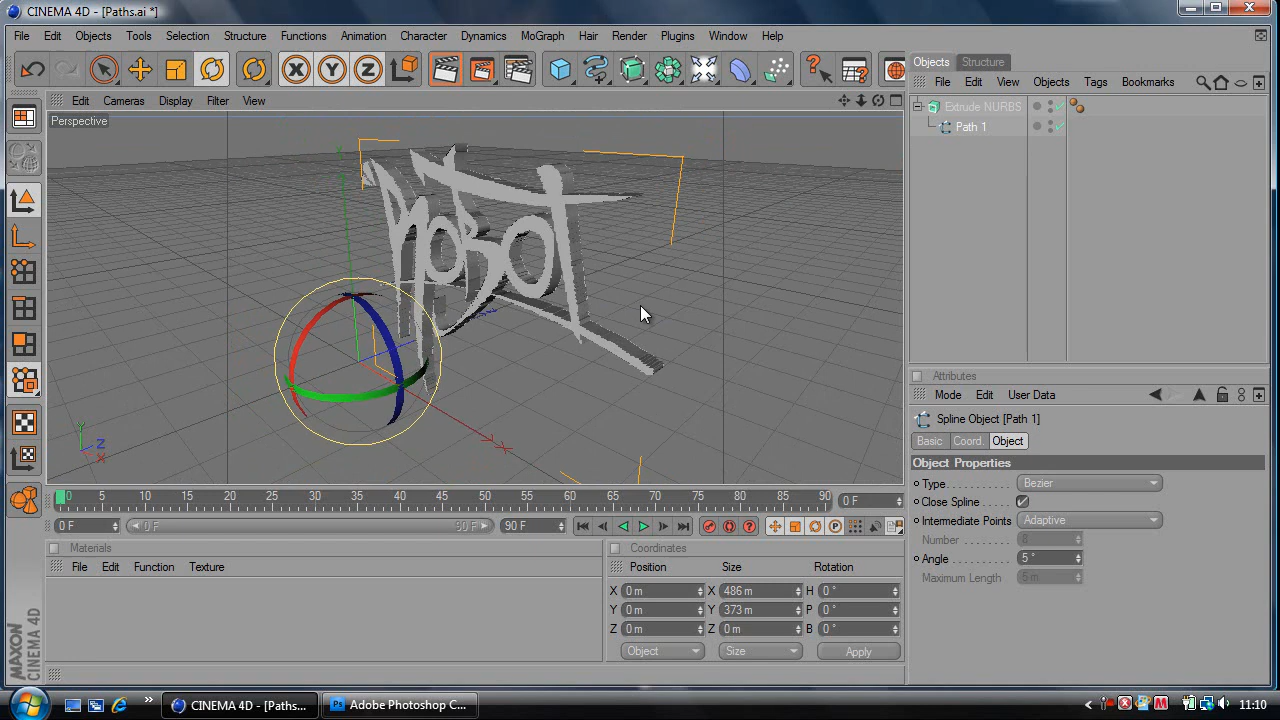 CINEMA 4D - [Paths.ai *]
File Edit Objects Tools Selection Structure Functions Animation Character Dynamics MoGraph Hair Render Plugins Window Help
X Y Z
Objects Structure
File Edit View Objects Tags Bookmarks
Edit Cameras Display Filter View
Perspective
Extrude NURBS
Path 1
Y
Z
X
X
Attributes
Mode Edit User Data
Spline Object [Path 1]
Basic Coord. Object
Object Properties
Type Bezier
Close Spline
Intermediate Points Adaptive
Number 8
Angle 5 °
Maximum Length 5 m
0 5 10 15 20 25 30 35 40 45 50 55 60 65 70 75 80 85 90 0 F
0 F 0 F 90 F 90 F
Materials
File Edit Function Texture
Coordinates
Position Size Rotation
X 0 m X 486 m H 0 °
Y 0 m Y 373 m P 0 °
Z 0 m Z 0 m B 0 °
Object Size Apply
MAXON
CINEMA 4D
CINEMA 4D - [Paths...
Adobe Photoshop C...
11:10